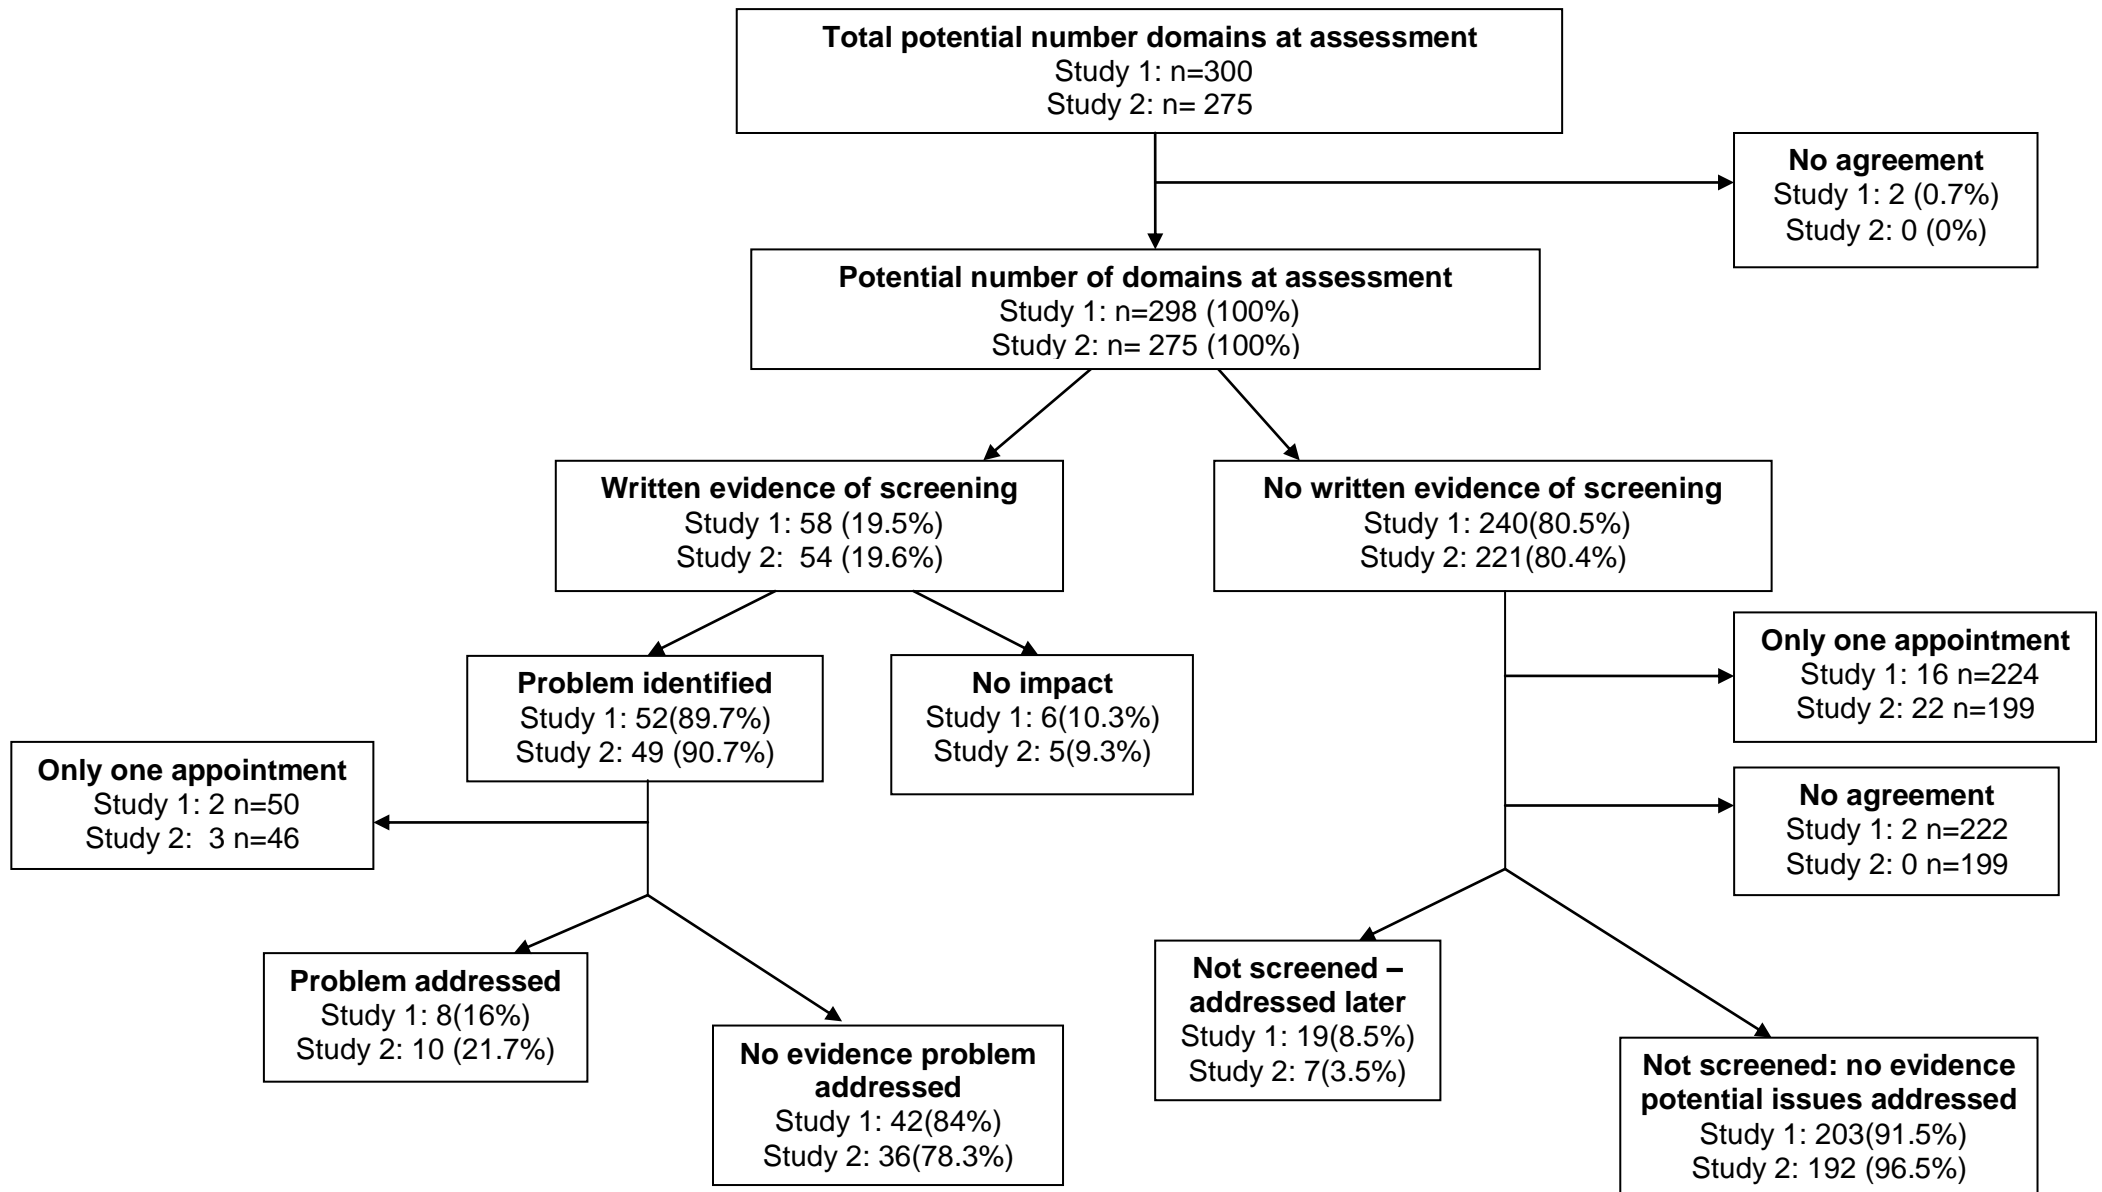 Total potential number domains at assessment
Study 1: n=300
Study 2: n= 275
No agreement
Study 1: 2 (0.7%)
Study 2: 0 (0%)
Potential number of domains at assessment
Study 1: n=298 (100%)
Study 2: n= 275 (100%)
Written evidence of screening
Study 1: 58 (19.5%)
Study 2:  54 (19.6%)
No written evidence of screening
Study 1: 240(80.5%)
Study 2: 221(80.4%)
Problem identified
Study 1: 52(89.7%)
Study 2: 49 (90.7%)
No impact
Study 1: 6(10.3%)
Study 2: 5(9.3%)
Only one appointment
Study 1: 16 n=224
Study 2: 22 n=199
Only one appointment
Study 1: 2 n=50
Study 2:  3 n=46
No agreement
Study 1: 2 n=222
Study 2: 0 n=199
Problem addressed
Study 1: 8(16%)
Study 2: 10 (21.7%)
No evidence problem
addressed
Study 1: 42(84%)
Study 2: 36(78.3%)
Not screened –
addressed later
Study 1: 19(8.5%)
Study 2: 7(3.5%)
Not screened: no evidence
potential issues addressed
Study 1: 203(91.5%)
Study 2: 192 (96.5%)